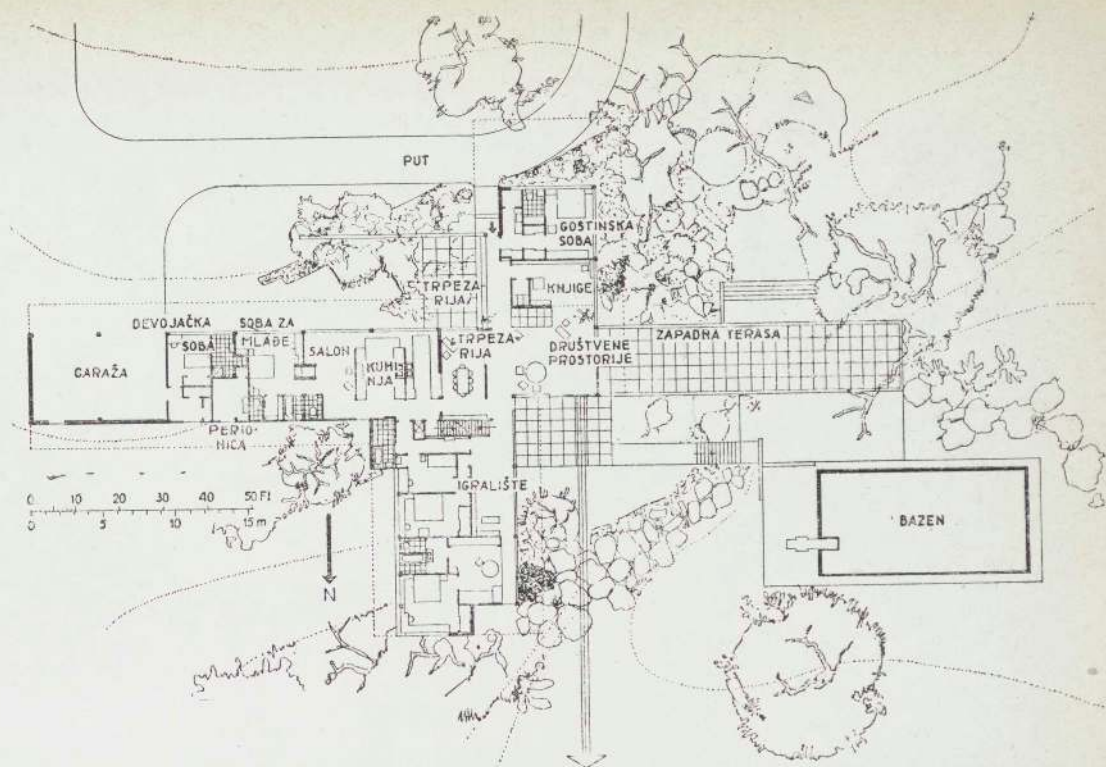 PUT
GOSTINSKA
SOBA
TRPEZA-
RIJA
KNJIGE
DEVOJAČKA
SOBA
SOBA ZA
MLAĐE
SALON
KUHI-
NJA
TRPEZA-
RIJA
DRUŠTVENE
PROSTORIJE
ZAPADNA TERASA
GARAŽA
PERIO-
NICA
IGRALIŠTE
BAZEN
0 10 20 30 40 50 Ft
0 5 10 15 m
N